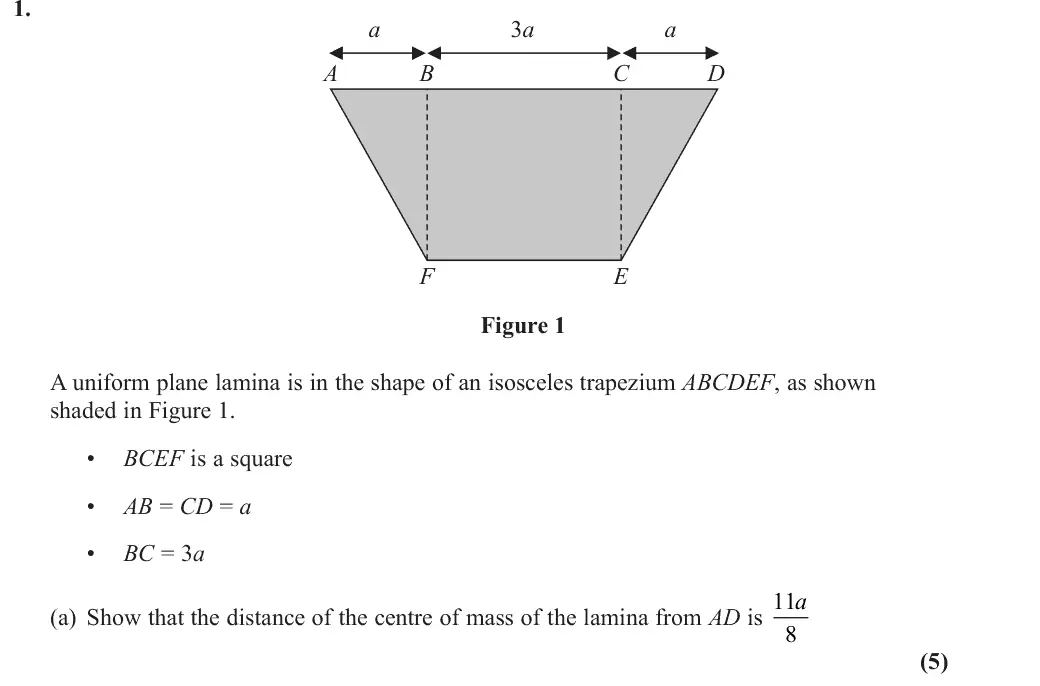 1.
a 3a a
A B C D
F E
Figure 1
A uniform plane lamina is in the shape of an isosceles trapezium ABCDEF, as shown
shaded in Figure 1.
• BCEF is a square
• AB = CD = a
• BC = 3a
(a) Show that the distance of the centre of mass of the lamina from AD is 11a/8
(5)